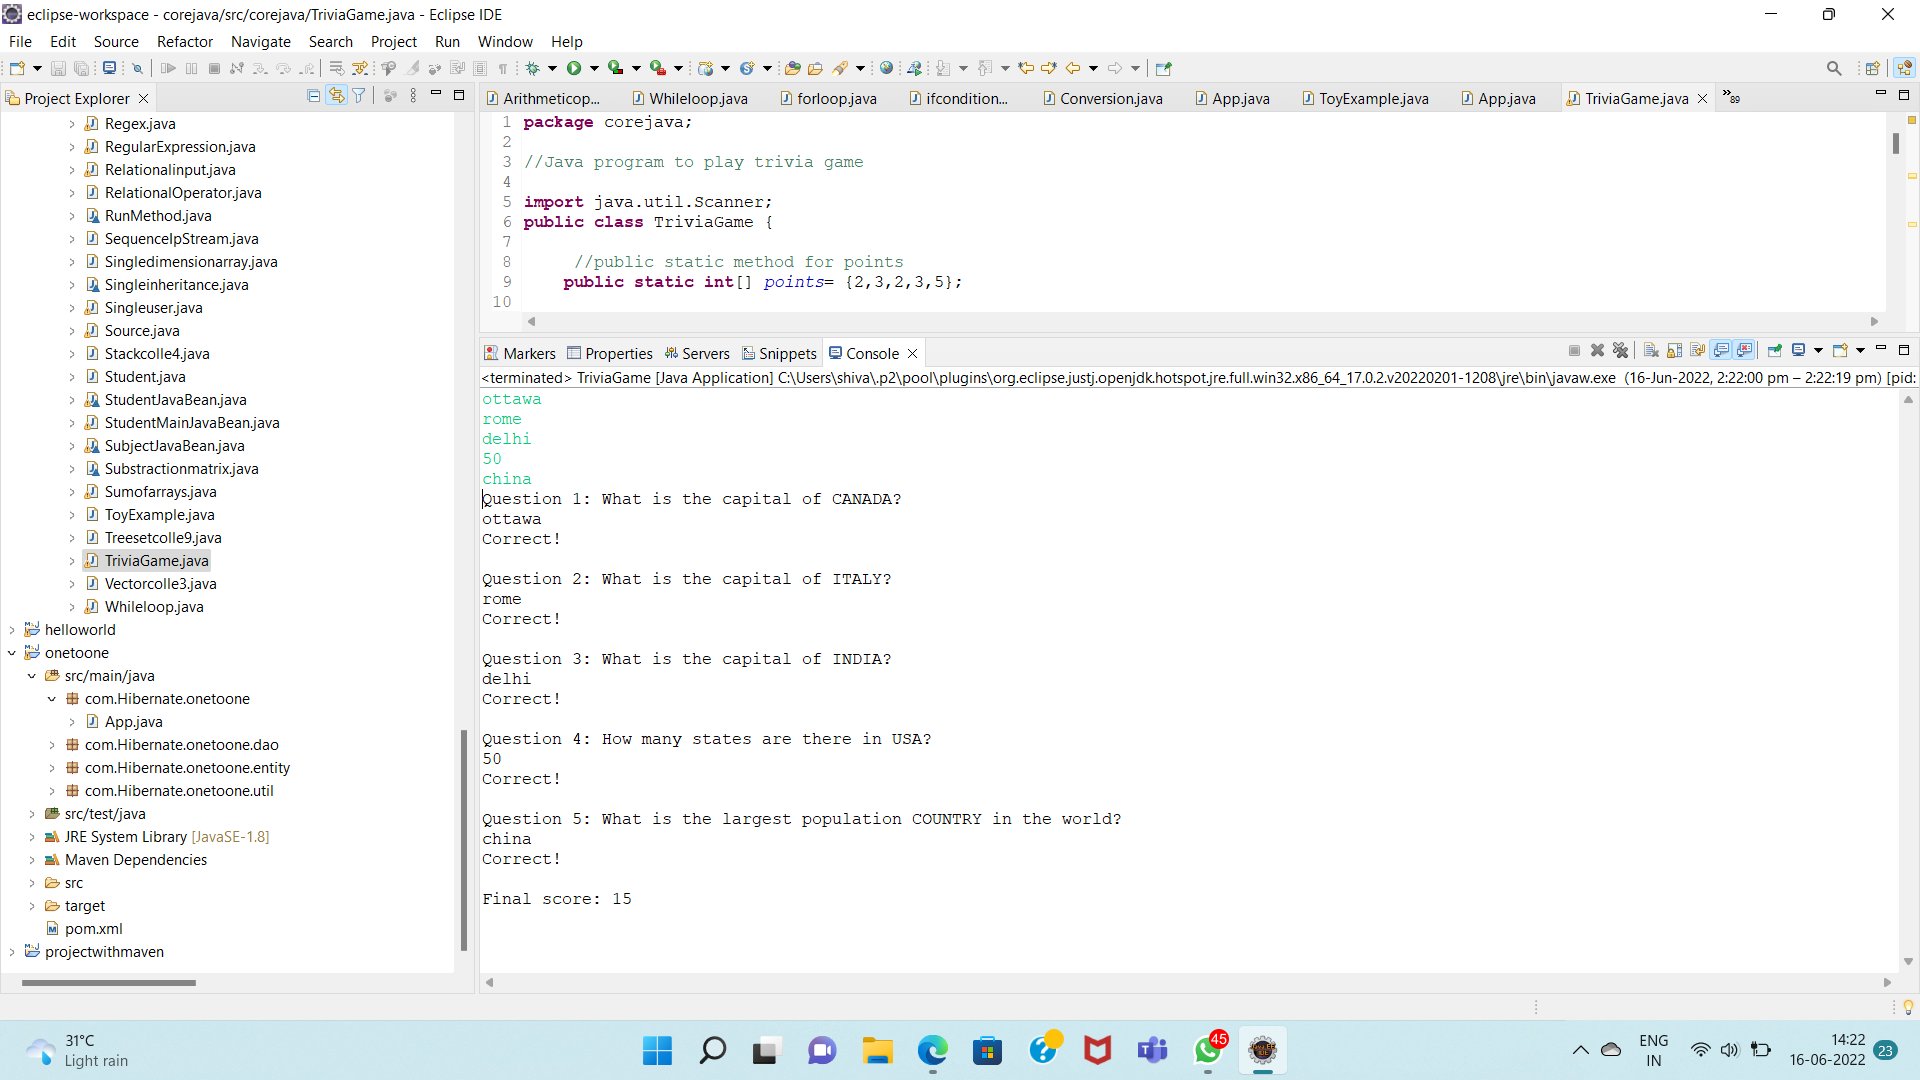 eclipse-workspace - corejava/src/corejava/TriviaGame.java - Eclipse IDE
File Edit Source Refactor Navigate Search Project Run Window Help
Project Explorer
Regex.java
RegularExpression.java
Relationalinput.java
RelationalOperator.java
RunMethod.java
SequenceIpStream.java
Singledimensionarray.java
Singleinheritance.java
Singleuser.java
Source.java
Stackcolle4.java
Student.java
StudentJavaBean.java
StudentMainJavaBean.java
SubjectJavaBean.java
Substractionmatrix.java
Sumofarrays.java
ToyExample.java
Treesetcolle9.java
TriviaGame.java
Vectorcolle3.java
Whileloop.java
helloworld
onetoone
src/main/java
com.Hibernate.onetoone
App.java
com.Hibernate.onetoone.dao
com.Hibernate.onetoone.entity
com.Hibernate.onetoone.util
src/test/java
JRE System Library [JavaSE-1.8]
Maven Dependencies
src
target
pom.xml
projectwithmaven
Arithmeticop... Whileloop.java forloop.java ifcondition... Conversion.java App.java ToyExample.java App.java TriviaGame.java »89
1 package corejava;
2
3 //Java program to play trivia game
4
5 import java.util.Scanner;
6 public class TriviaGame {
7
8 //public static method for points
9 public static int[] points= {2,3,2,3,5};
10
Markers Properties Servers Snippets Console
<terminated> TriviaGame [Java Application] C:\Users\shiva\.p2\pool\plugins\org.eclipse.justj.openjdk.hotspot.jre.full.win32.x86_64_17.0.2.v20220201-1208\jre\bin\javaw.exe (16-Jun-2022, 2:22:00 pm – 2:22:19 pm) [pid:
ottawa
rome
delhi
50
china
Question 1: What is the capital of CANADA?
ottawa
Correct!
Question 2: What is the capital of ITALY?
rome
Correct!
Question 3: What is the capital of INDIA?
delhi
Correct!
Question 4: How many states are there in USA?
50
Correct!
Question 5: What is the largest population COUNTRY in the world?
china
Correct!
Final score: 15
31°C
Light rain
45
ENG
IN
14:22
16-06-2022
23